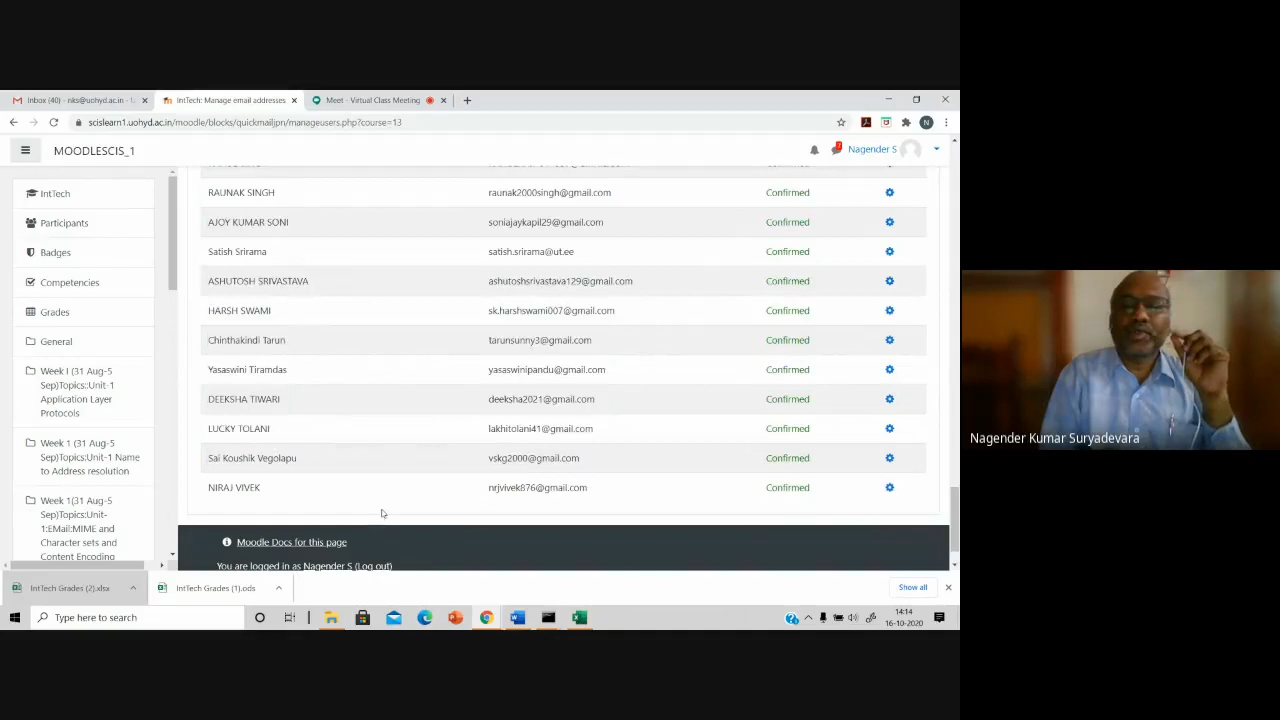 Inbox (40) - nks@uohyd.ac.in -
IntTech: Manage email addresses
Meet - Virtual Class Meeting
scislearn1.uohyd.ac.in/moodle/blocks/quickmailjpn/manageusers.php?course=13
MOODLESCIS_1
Nagender S
IntTech
Participants
Badges
Competencies
Grades
General
Week I (31 Aug-5
Sep)Topics::Unit-1
Application Layer
Protocols
Week 1 (31 Aug-5
Sep)Topics:Unit-1 Name
to Address resolution
Week 1(31 Aug-5
Sep)Topics:Unit-
1:EMail:MIME and
Character sets and
Content Encoding
RAUNAK SINGH raunak2000singh@gmail.com Confirmed
AJOY KUMAR SONI soniajaykapil29@gmail.com Confirmed
Satish Srirama satish.srirama@ut.ee Confirmed
ASHUTOSH SRIVASTAVA ashutoshsrivastava129@gmail.com Confirmed
HARSH SWAMI sk.harshswami007@gmail.com Confirmed
Chinthakindi Tarun tarunsunny3@gmail.com Confirmed
Yasaswini Tiramdas yasaswinipandu@gmail.com Confirmed
DEEKSHA TIWARI deeksha2021@gmail.com Confirmed
LUCKY TOLANI lakhitolani41@gmail.com Confirmed
Sai Koushik Vegolapu vskg2000@gmail.com Confirmed
NIRAJ VIVEK nrjvivek876@gmail.com Confirmed
Moodle Docs for this page
You are logged in as Nagender S (Log out)
IntTech Grades (2).xlsx
IntTech Grades (1).ods
Show all
Type here to search
14:14
16-10-2020
Nagender Kumar Suryadevara